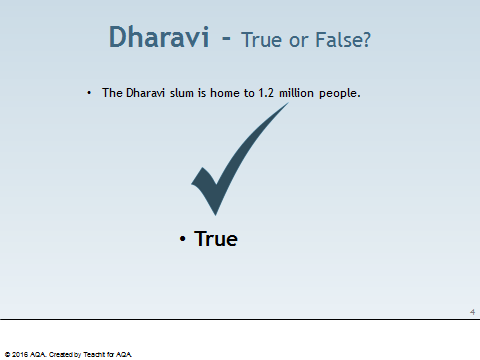 Dharavi – True or False?
• The Dharavi slum is home to 1.2 million people.
• True
4
© 2016 AQA. Created by Teachit for AQA.